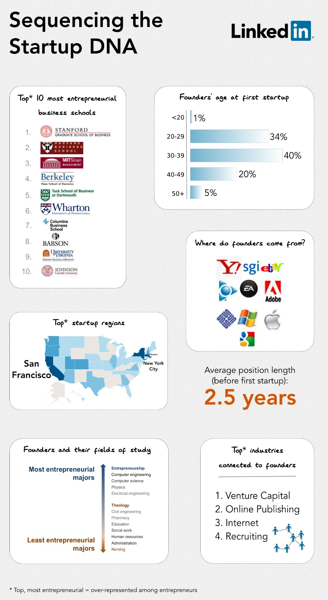 Sequencing the
Startup DNA
Linked in
Top* 10 most entrepreneurial
business schools
1. STANFORD
GRADUATE SCHOOL OF BUSINESS
2. HARVARD
BUSINESS SCHOOL
3. MIT Sloan
MANAGEMENT
4. Berkeley
Haas School of Business
5. Tuck School of Business
at Dartmouth
6. Wharton
UNIVERSITY of PENNSYLVANIA
7. Columbia
Business
School
8. BABSON
9. UNIVERSITY
of VIRGINIA
10. JOHNSON
Cornell University
Founders' age at first startup
<20 1%
20-29 34%
30-39 40%
40-49 20%
50+ 5%
Where do founders come from?
Y! sgi ebY
EA Adobe
Top* startup regions
San
Francisco
New York
City
Average position length
(before first startup):
2.5 years
Founders and their fields of study
Most entrepreneurial
majors
Entrepreneurship
Computer engineering
Computer science
Physics
Electrical engineering
Theology
Civil engineering
Pharmacy
Education
Social work
Human resources
Administration
Nursing
Least entrepreneurial
majors
Top* industries
connected to founders
1. Venture Capital
2. Online Publishing
3. Internet
4. Recruiting
* Top, most entrepreneurial = over-represented among entrepreneurs